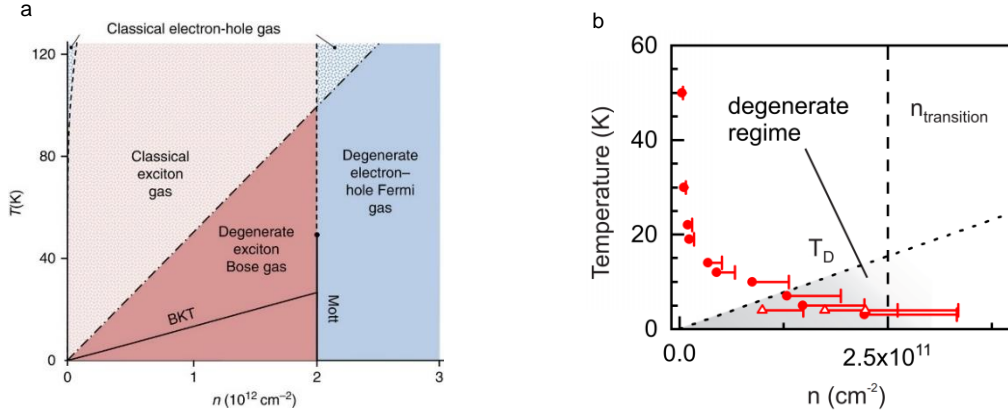 a
Classical electron-hole gas
120
80
40
0
T(K)
Classical
exciton
gas
Degenerate
electron–
hole Fermi
gas
Degenerate
exciton
Bose gas
BKT
Mott
0
1
2
3
n (10¹² cm⁻²)
b
60
40
20
0
Temperature (K)
degenerate
regime
n_transition
T_D
0.0
2.5x10¹¹
n (cm⁻²)